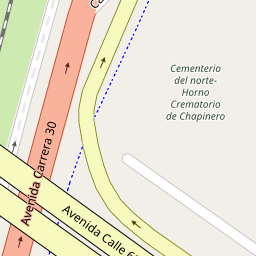 Cementerio
del norte-
Horno
Crematorio
de Chapinero
Avenida Carrera 30
Avenida Calle